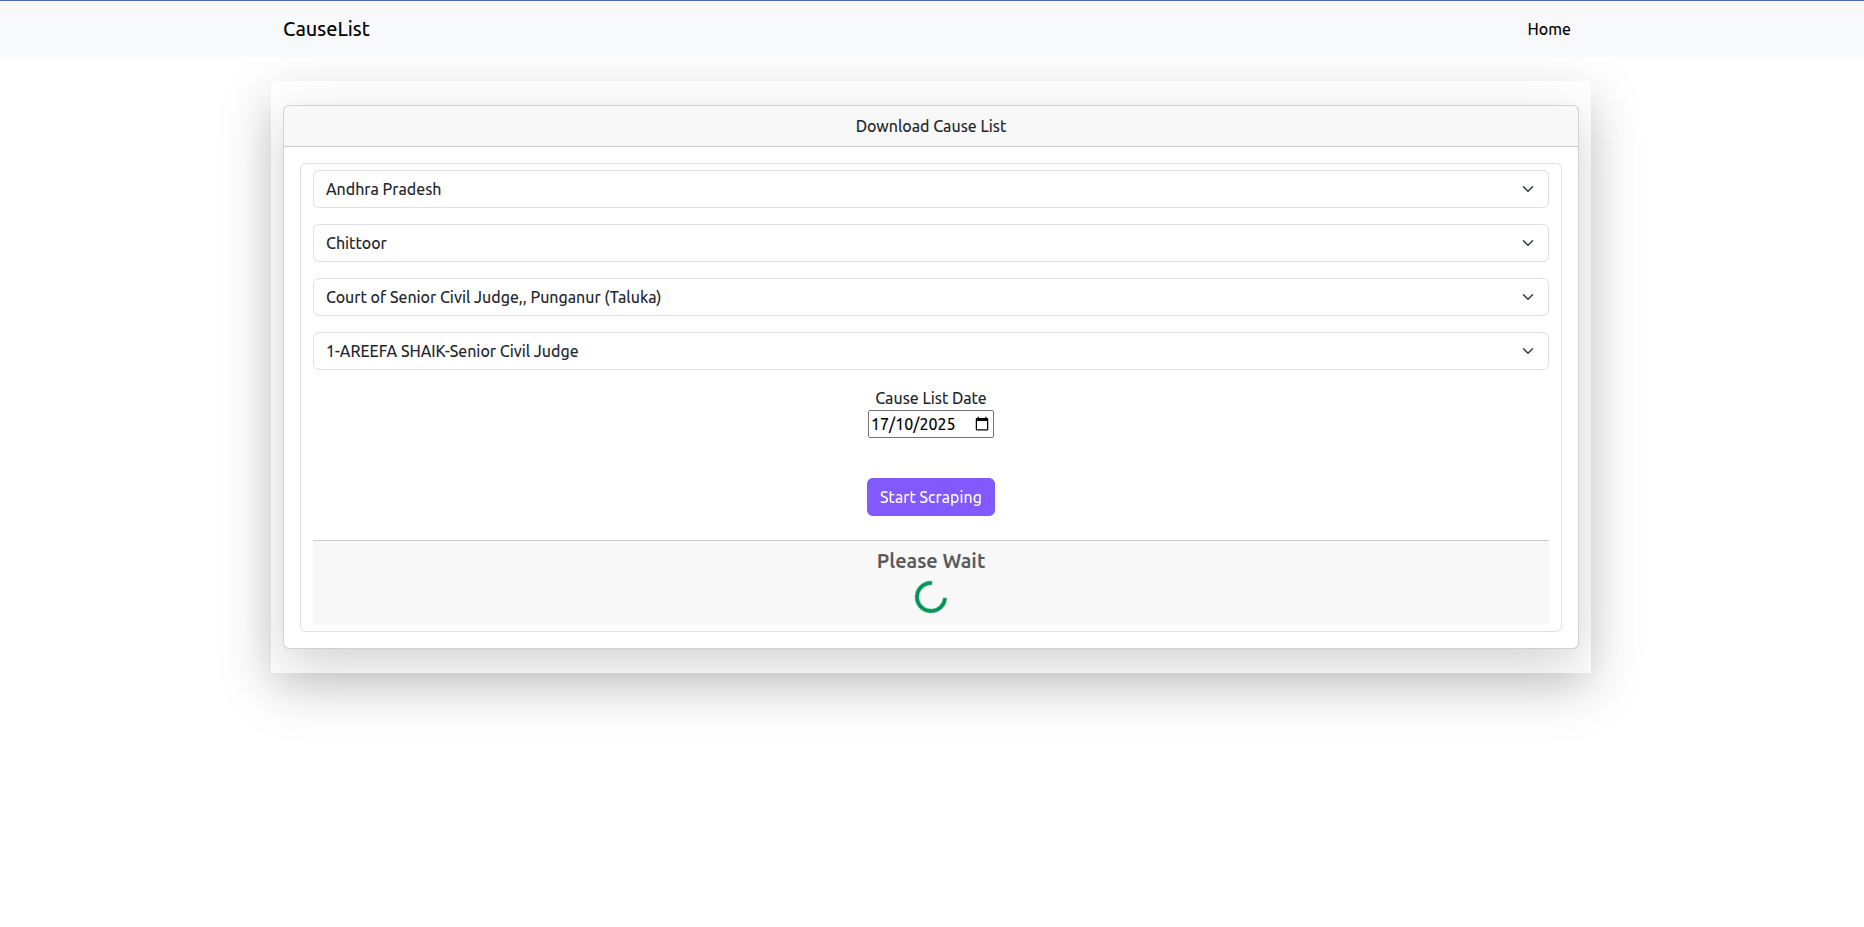 CauseList
Home
Download Cause List
Andhra Pradesh
Chittoor
Court of Senior Civil Judge,, Punganur (Taluka)
1-AREEFA SHAIK-Senior Civil Judge
Cause List Date
17/10/2025
Start Scraping
Please Wait